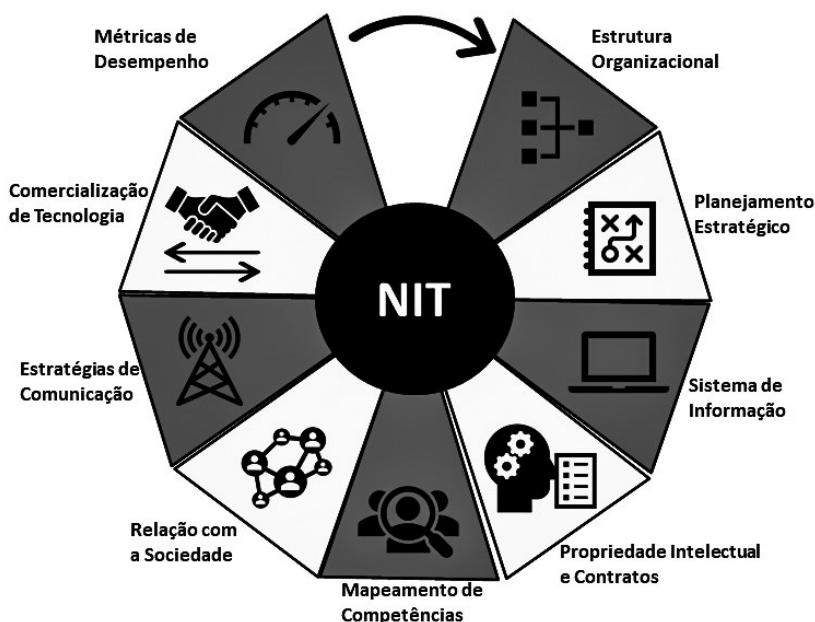 Métricas de
Desempenho
Estrutura
Organizacional
Comercialização
de Tecnologia
Planejamento
Estratégico
NIT
Estratégias de
Comunicação
Sistema de
Informação
Relação com
a Sociedade
Propriedade Intelectual
e Contratos
Mapeamento de
Competências